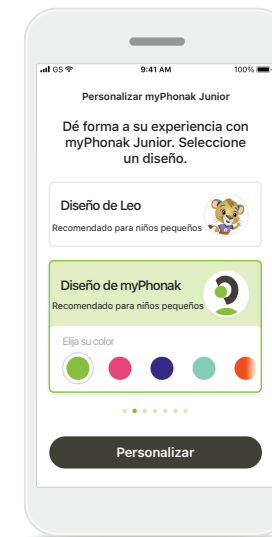 GS 9:41 AM 100%
Personalizar myPhonak Junior
Dé forma a su experiencia con
myPhonak Junior. Seleccione
un diseño.
Diseño de Leo
Recomendado para niños pequeños
Diseño de myPhonak
Recomendado para niños pequeños
Elija su color
Personalizar